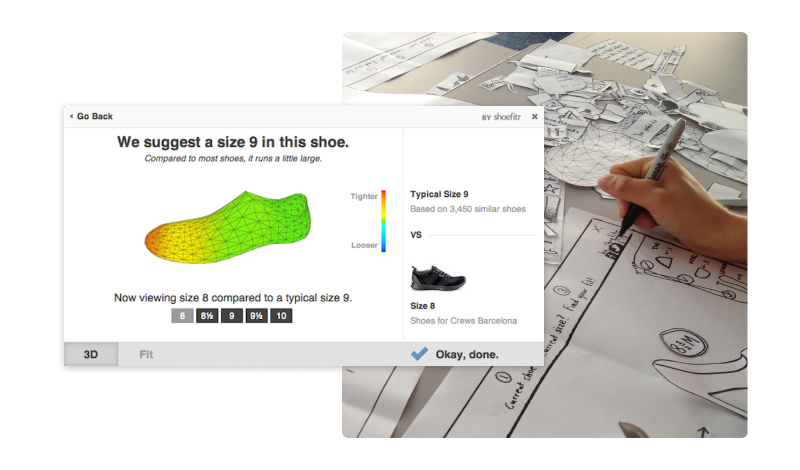 Go Back
BY shoefitr
We suggest a size 9 in this shoe.
Compared to most shoes, it runs a little large.
Tighter
Looser
Typical Size 9
Based on 3,450 similar shoes
VS
Size 8
Shoes for Crews Barcelona
Now viewing size 8 compared to a typical size 9.
8 8½ 9 9½ 10
3D
Fit
Okay, done.
Find your fit
Current shoe
current size?